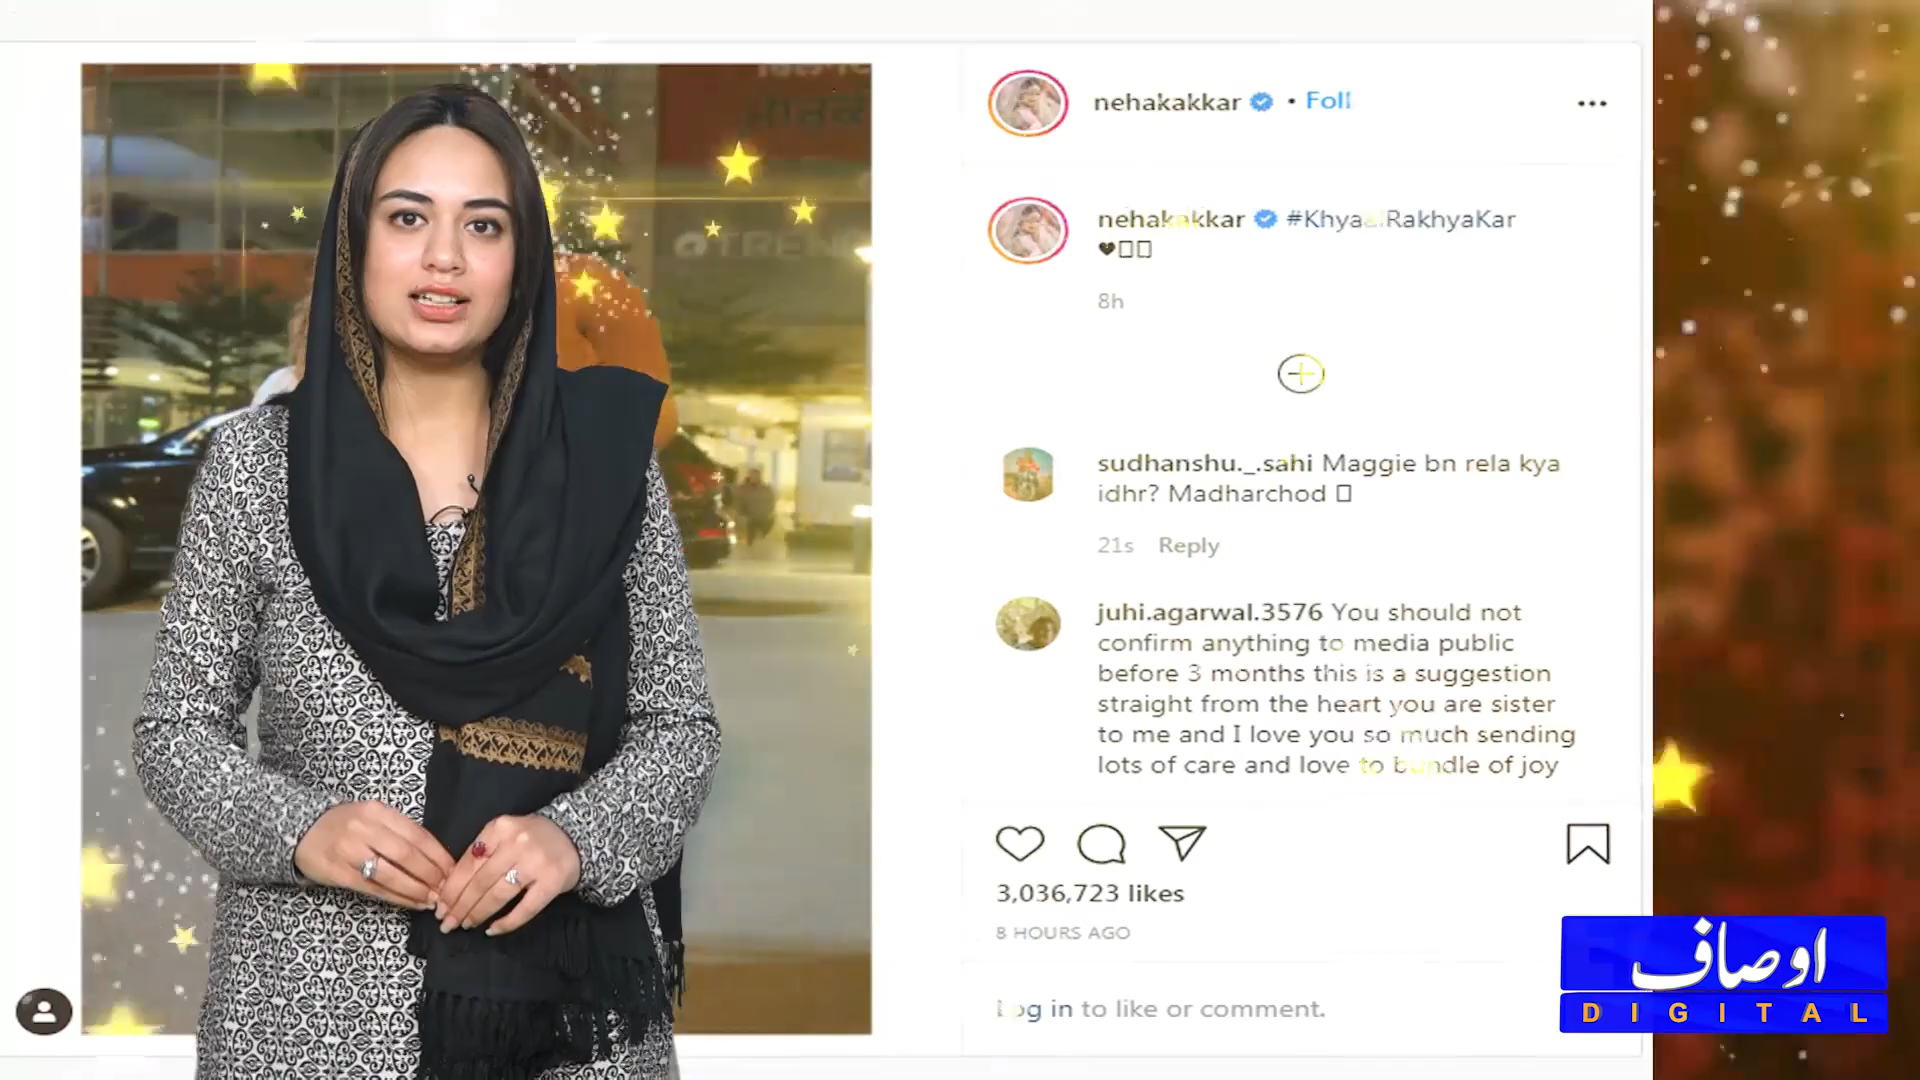 TREND
nehakakkar • Foll
nehakakkar #KhyaalRakhyaKar
8h
sudhanshu._.sahi Maggie bn rela kya
idhr? Madharchod
21s Reply
juhi.agarwal.3576 You should not
confirm anything to media public
before 3 months this is a suggestion
straight from the heart you are sister
to me and I love you so much sending
lots of care and love to bundle of joy
3,036,723 likes
8 HOURS AGO
Log in to like or comment.
اوصاف
DIGITAL